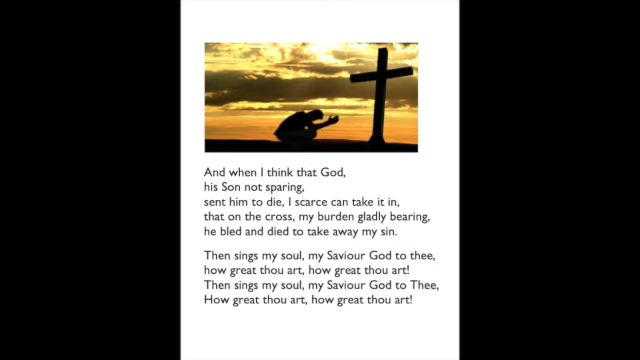 And when I think that God,
his Son not sparing,
sent him to die, I scarce can take it in,
that on the cross, my burden gladly bearing,
he bled and died to take away my sin.
Then sings my soul, my Saviour God to thee,
how great thou art, how great thou art!
Then sings my soul, my Saviour God to Thee,
How great thou art, how great thou art!